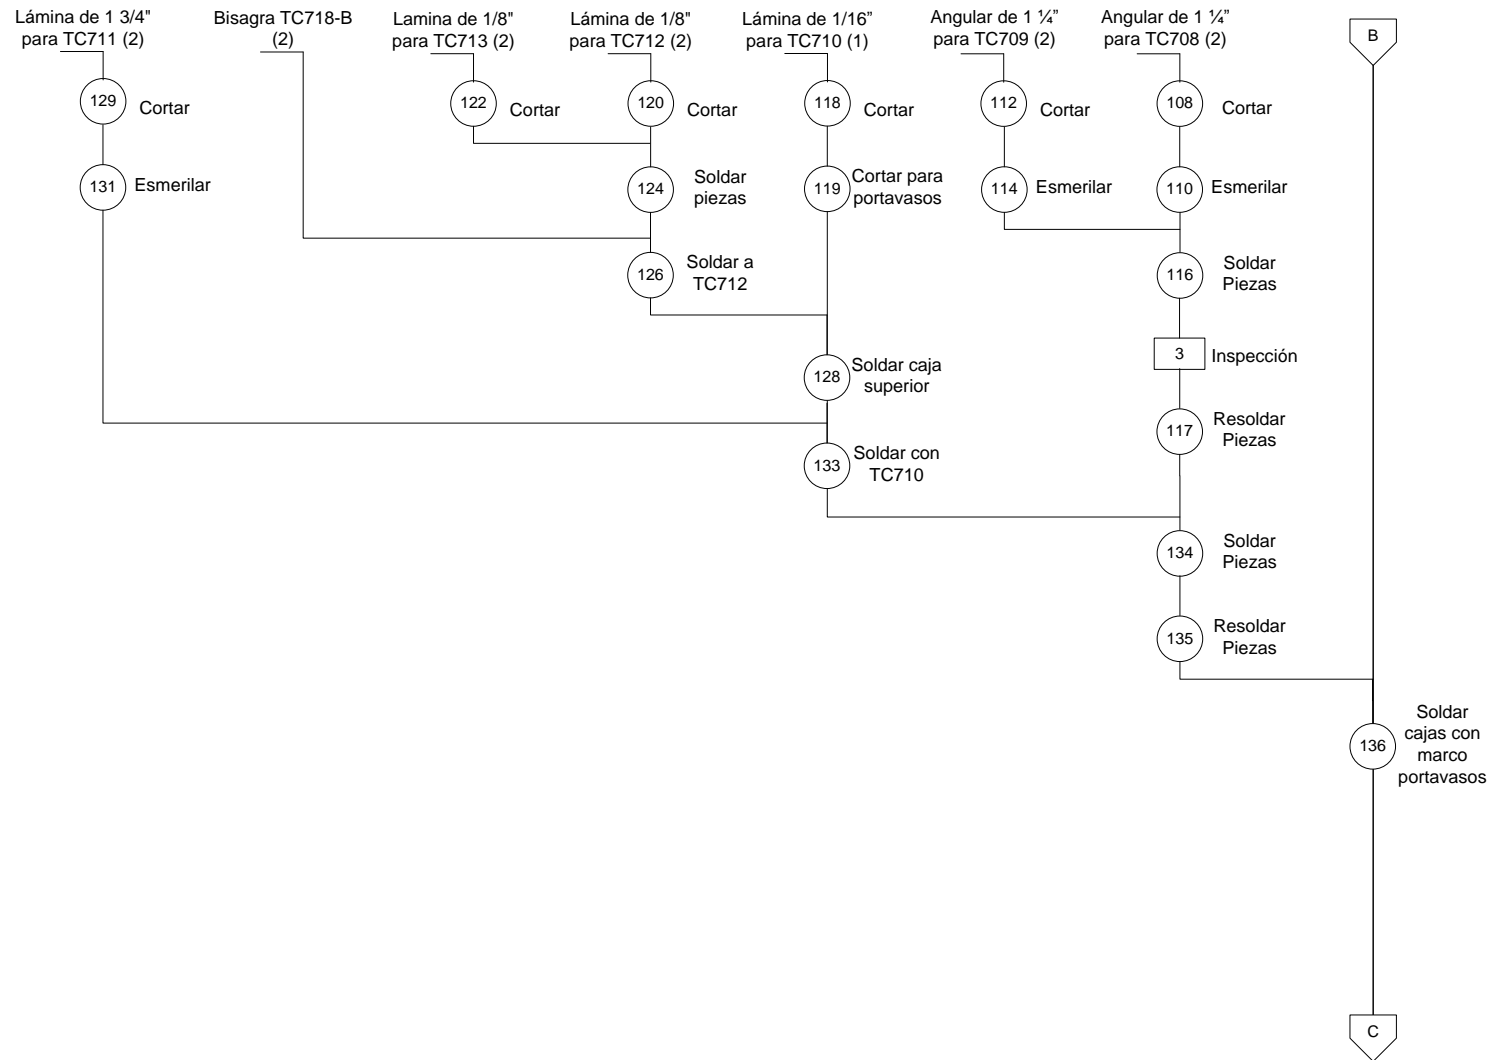 Lámina de 1 3/4"
para TC711 (2)
Bisagra TC718-B
(2)
Lamina de 1/8"
para TC713 (2)
Lámina de 1/8"
para TC712 (2)
Lámina de 1/16”
para TC710 (1)
Angular de 1 ¼”
para TC709 (2)
Angular de 1 ¼”
para TC708 (2)
B
129
Cortar
122
Cortar
120
Cortar
118
Cortar
112
Cortar
108
Cortar
131
Esmerilar
124
Soldar
piezas
119
Cortar para
portavasos
114
Esmerilar
110
Esmerilar
126
Soldar a
TC712
116
Soldar
Piezas
3
Inspección
128
Soldar caja
superior
117
Resoldar
Piezas
133
Soldar con
TC710
134
Soldar
Piezas
135
Resoldar
Piezas
136
Soldar
cajas con
marco
portavasos
C